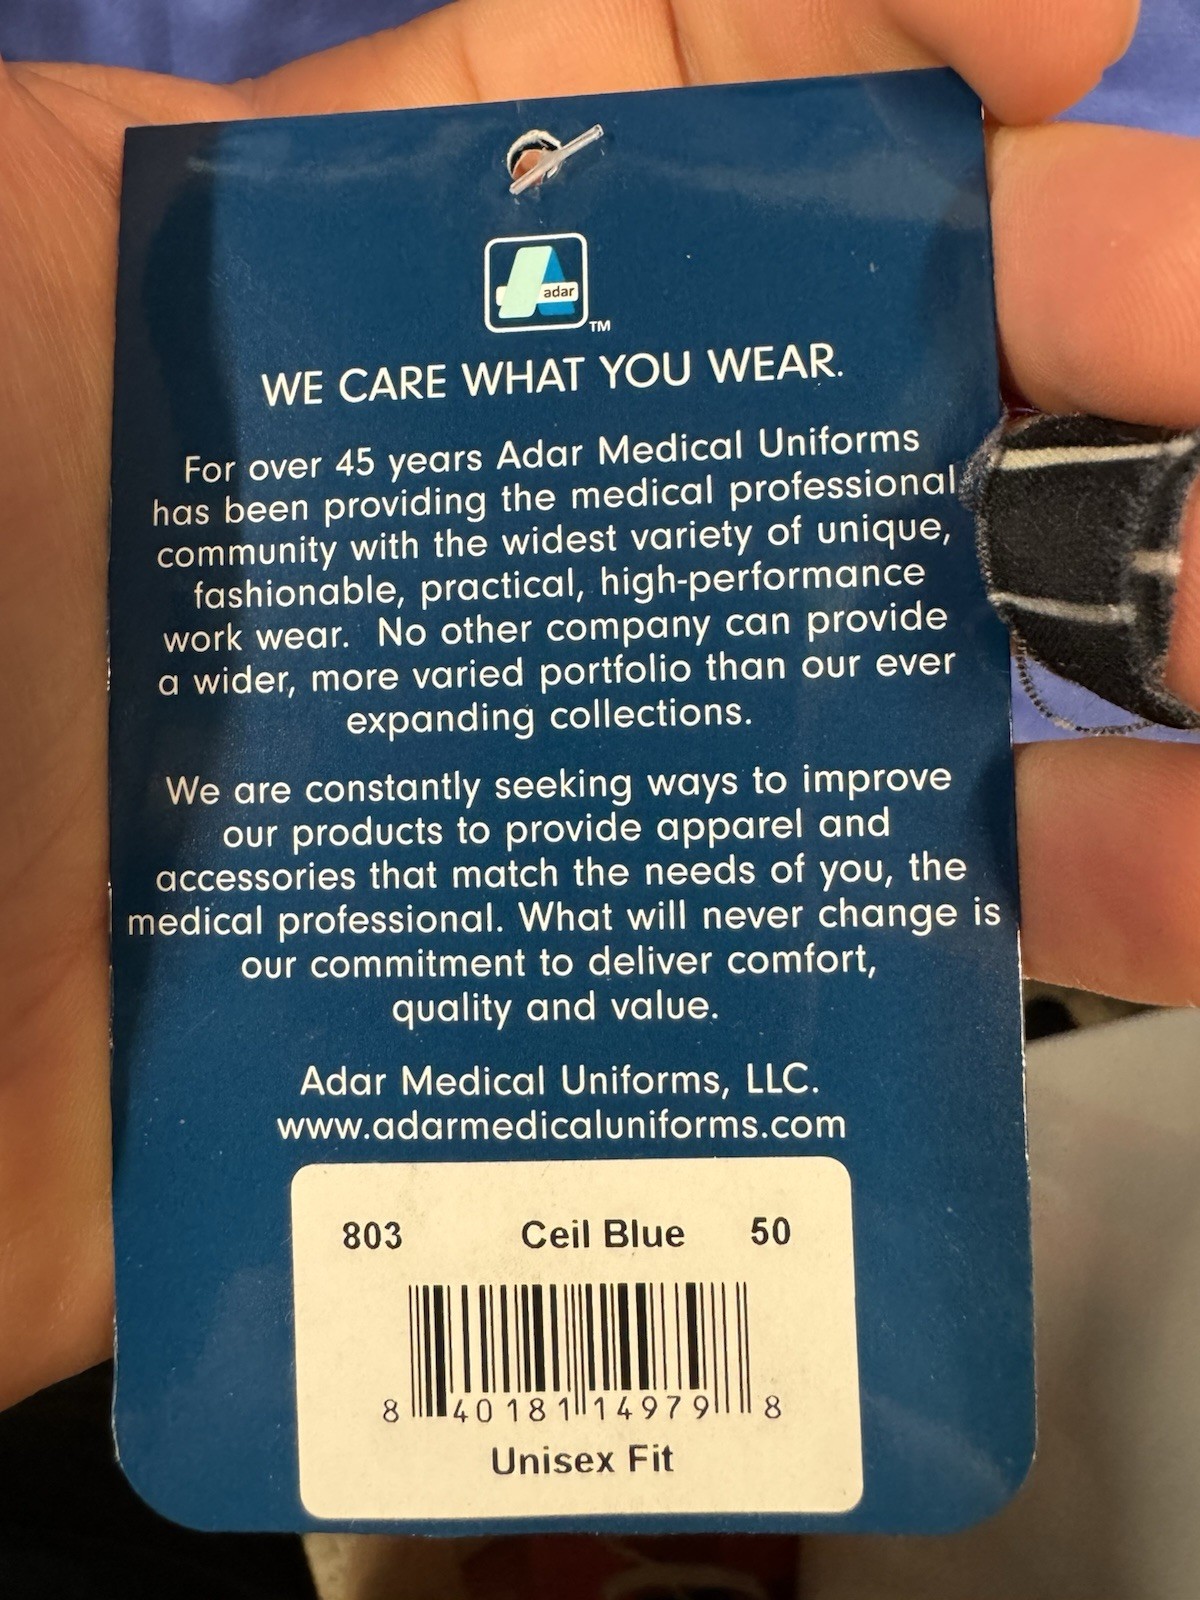 adar
TM
WE CARE WHAT YOU WEAR.
For over 45 years Adar Medical Uniforms
has been providing the medical professional
community with the widest variety of unique,
fashionable, practical, high-performance
work wear. No other company can provide
a wider, more varied portfolio than our ever
expanding collections.
We are constantly seeking ways to improve
our products to provide apparel and
accessories that match the needs of you, the
medical professional. What will never change is
our commitment to deliver comfort,
quality and value.
Adar Medical Uniforms, LLC.
www.adarmedicaluniforms.com
803 Ceil Blue 50
8 40181 14979 8
Unisex Fit